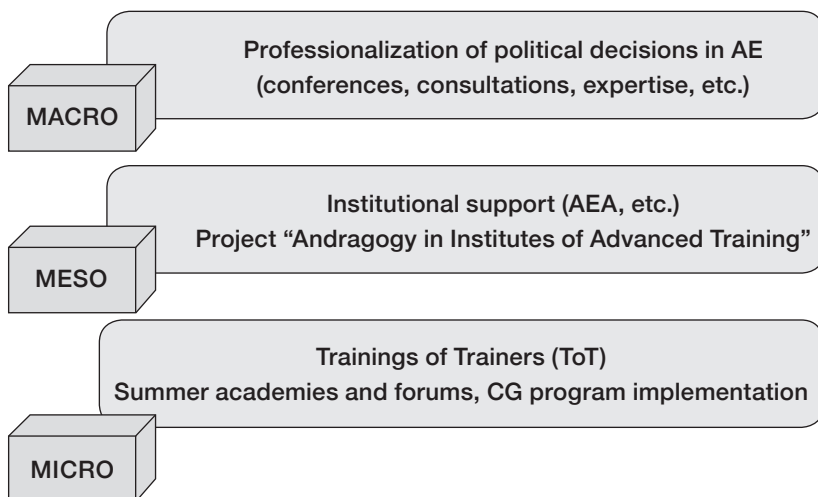 MACRO
Professionalization of political decisions in AE
(conferences, consultations, expertise, etc.)
MESO
Institutional support (AEA, etc.)
Project “Andragogy in Institutes of Advanced Training”
MICRO
Trainings of Trainers (ToT)
Summer academies and forums, CG program implementation